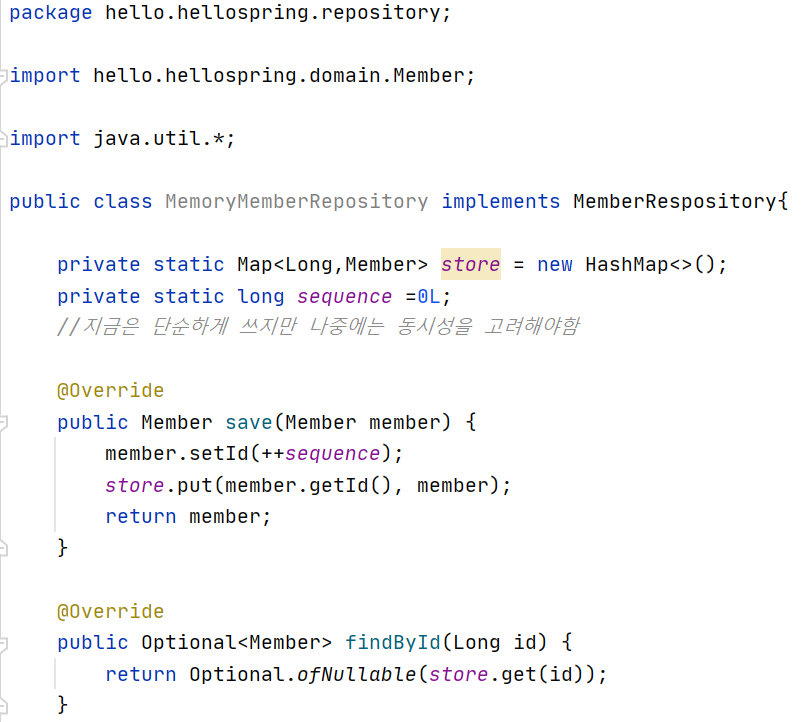 package hello.hellospring.repository;
import hello.hellospring.domain.Member;
import java.util.*;
public class MemoryMemberRepository implements MemberRespository{
private static Map<Long,Member> store = new HashMap<>();
private static long sequence =0L;
//지금은 단순하게 쓰지만 나중에는 동시성을 고려해야함
@Override
public Member save(Member member) {
member.setId(++sequence);
store.put(member.getId(), member);
return member;
}
@Override
public Optional<Member> findById(Long id) {
return Optional.ofNullable(store.get(id));
}